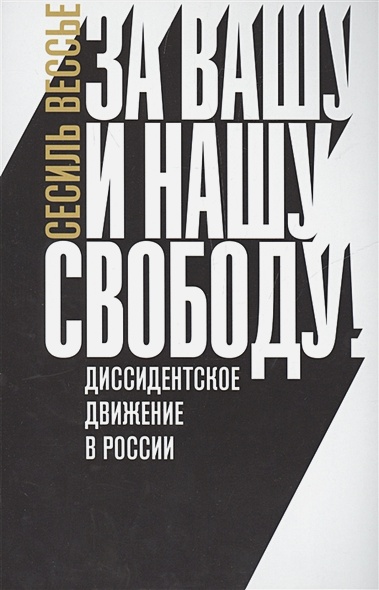 СЕСИЛЬ ВЕССЬЕ
ЗА ВАШУ
И НАШУ
СВОБОДУ!
ДИССИДЕНТСКОЕ
ДВИЖЕНИЕ
В РОССИИ